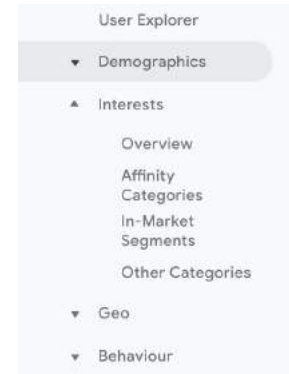 User Explorer
Demographics
Interests
Overview
Affinity
Categories
In-Market
Segments
Other Categories
Geo
Behaviour